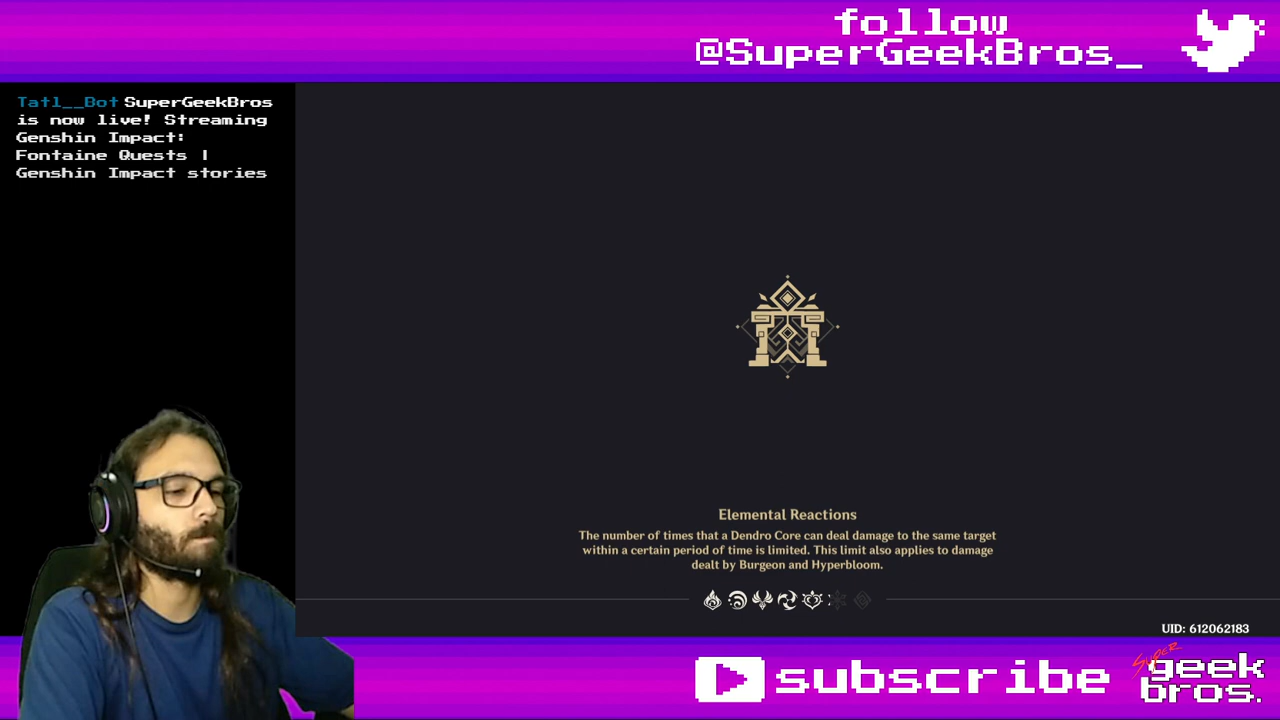 follow
@SuperGeekBros_
Tatl__Bot SuperGeekBros
is now live! Streaming
Genshin Impact:
Fontaine Quests |
Genshin Impact stories
Elemental Reactions
The number of times that a Dendro Core can deal damage to the same target
within a certain period of time is limited. This limit also applies to damage
dealt by Burgeon and Hyperbloom.
UID: 612062183
subscribe
SUPER
geek
bros.